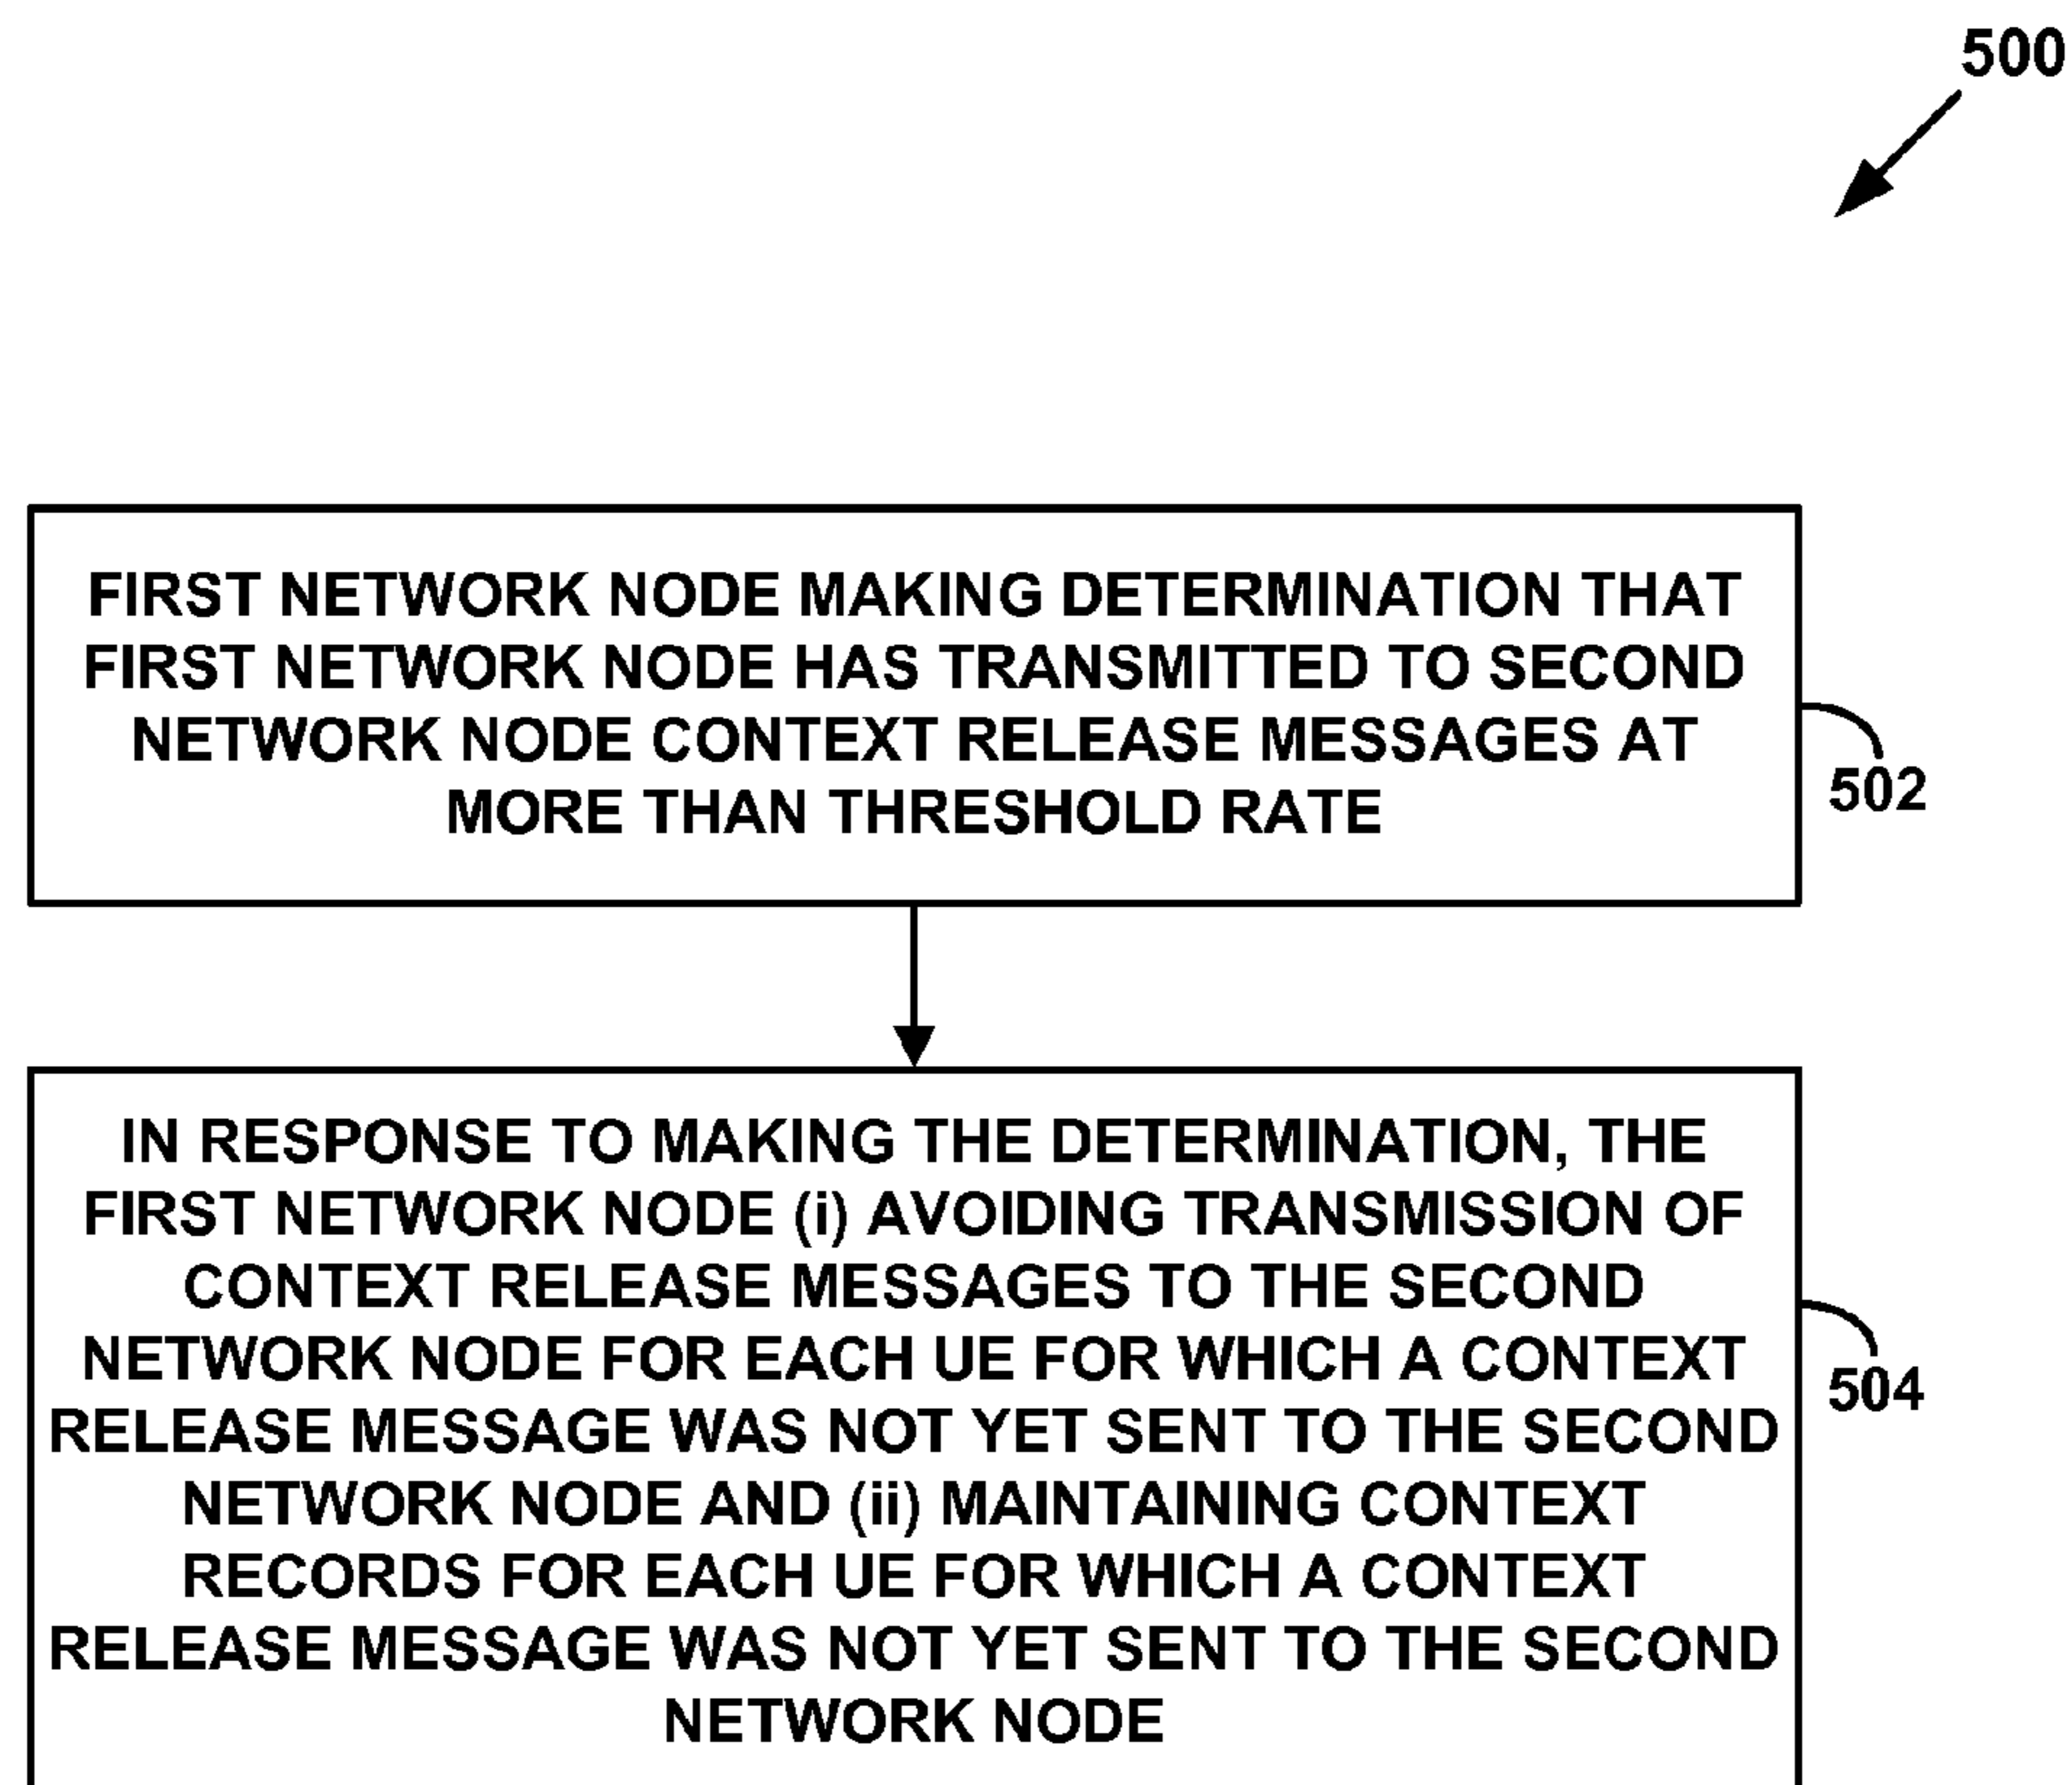 500
FIRST NETWORK NODE MAKING DETERMINATION THAT
FIRST NETWORK NODE HAS TRANSMITTED TO SECOND
NETWORK NODE CONTEXT RELEASE MESSAGES AT
MORE THAN THRESHOLD RATE
502
IN RESPONSE TO MAKING THE DETERMINATION, THE
FIRST NETWORK NODE (i) AVOIDING TRANSMISSION OF
CONTEXT RELEASE MESSAGES TO THE SECOND
NETWORK NODE FOR EACH UE FOR WHICH A CONTEXT
RELEASE MESSAGE WAS NOT YET SENT TO THE SECOND
NETWORK NODE AND (ii) MAINTAINING CONTEXT
RECORDS FOR EACH UE FOR WHICH A CONTEXT
RELEASE MESSAGE WAS NOT YET SENT TO THE SECOND
NETWORK NODE
504